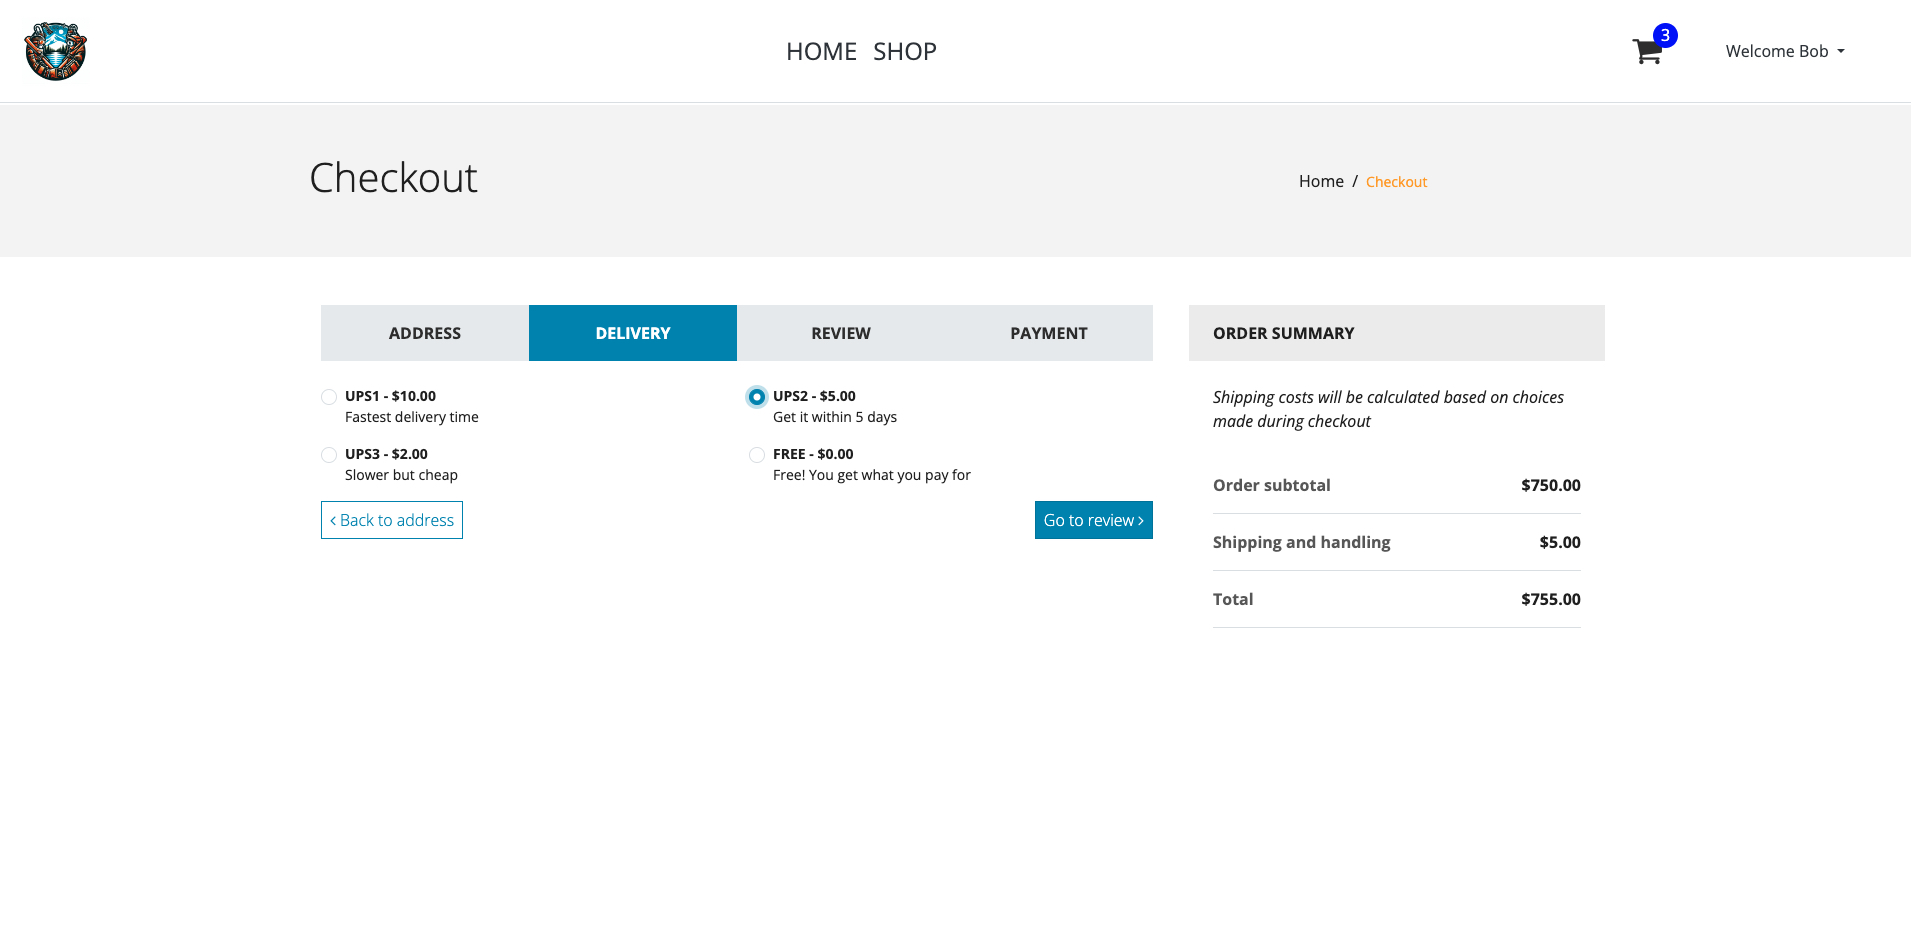 HOME SHOP
3
Welcome Bob
Checkout
Home / Checkout
ADDRESS DELIVERY REVIEW PAYMENT
UPS1 - $10.00
Fastest delivery time
UPS2 - $5.00
Get it within 5 days
UPS3 - $2.00
Slower but cheap
FREE - $0.00
Free! You get what you pay for
< Back to address
Go to review >
ORDER SUMMARY
Shipping costs will be calculated based on choices
made during checkout
Order subtotal $750.00
Shipping and handling $5.00
Total $755.00